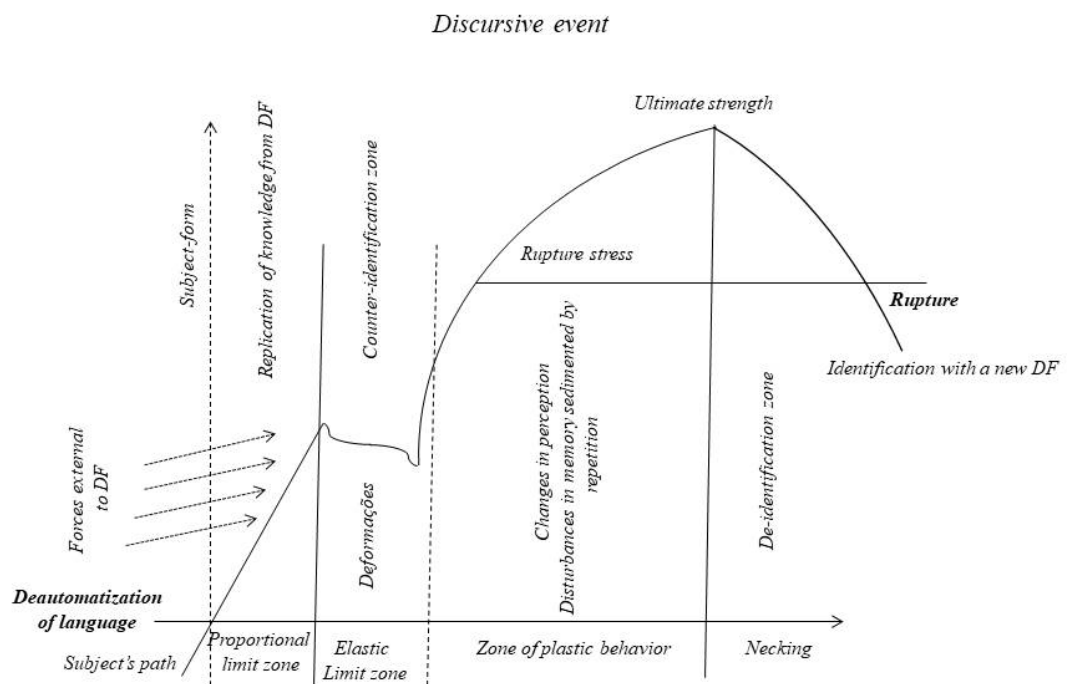 Discursive event
Ultimate strength
Subject-form
Replication of knowledge from DF
Counter-identification zone
Rupture stress
Rupture
Identification with a new DF
Forces external
to DF
Deformações
Changes in perception
Disturbances in memory sedimented by
repetition
De-identification zone
Deautomatization
of language
Subject's path
Proportional
limit zone
Elastic
Limit zone
Zone of plastic behavior
Necking